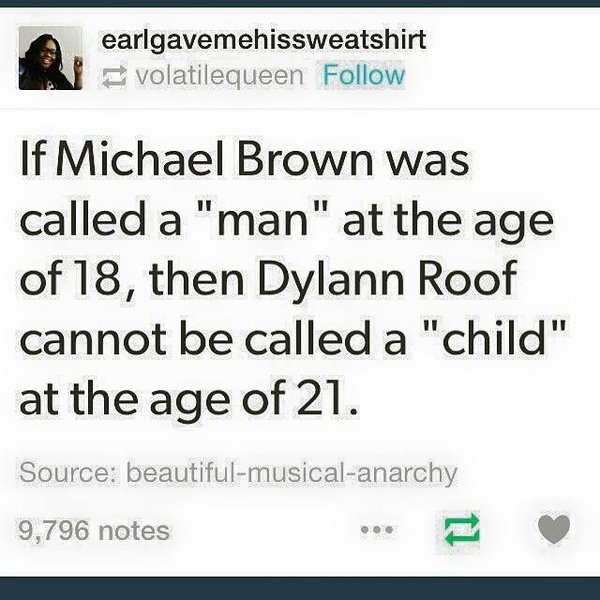 earlgavemehissweatshirt
volatilequeen Follow
If Michael Brown was
called a "man" at the age
of 18, then Dylann Roof
cannot be called a "child"
at the age of 21.
Source: beautiful-musical-anarchy
9,796 notes